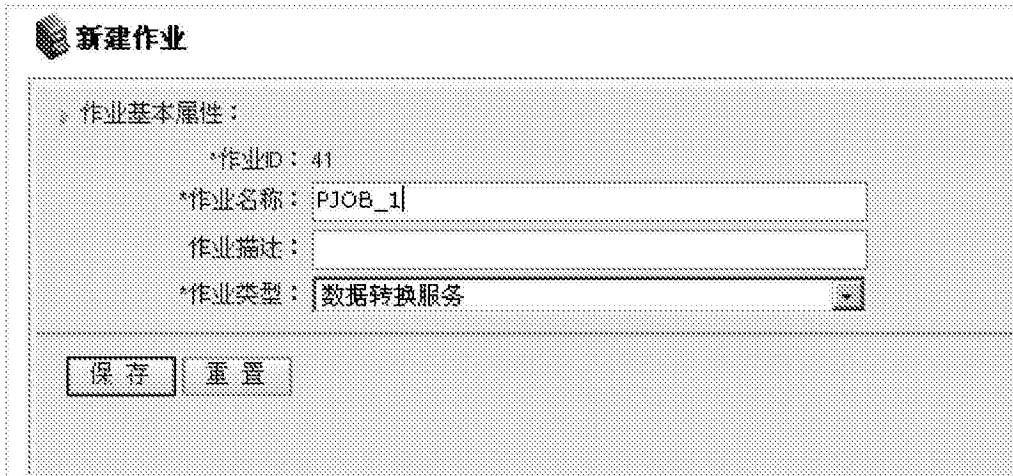 新建作业
作业基本属性：
*作业ID：41
*作业名称：PJOB_1
作业描述：
*作业类型：数据转换服务
保存 重置